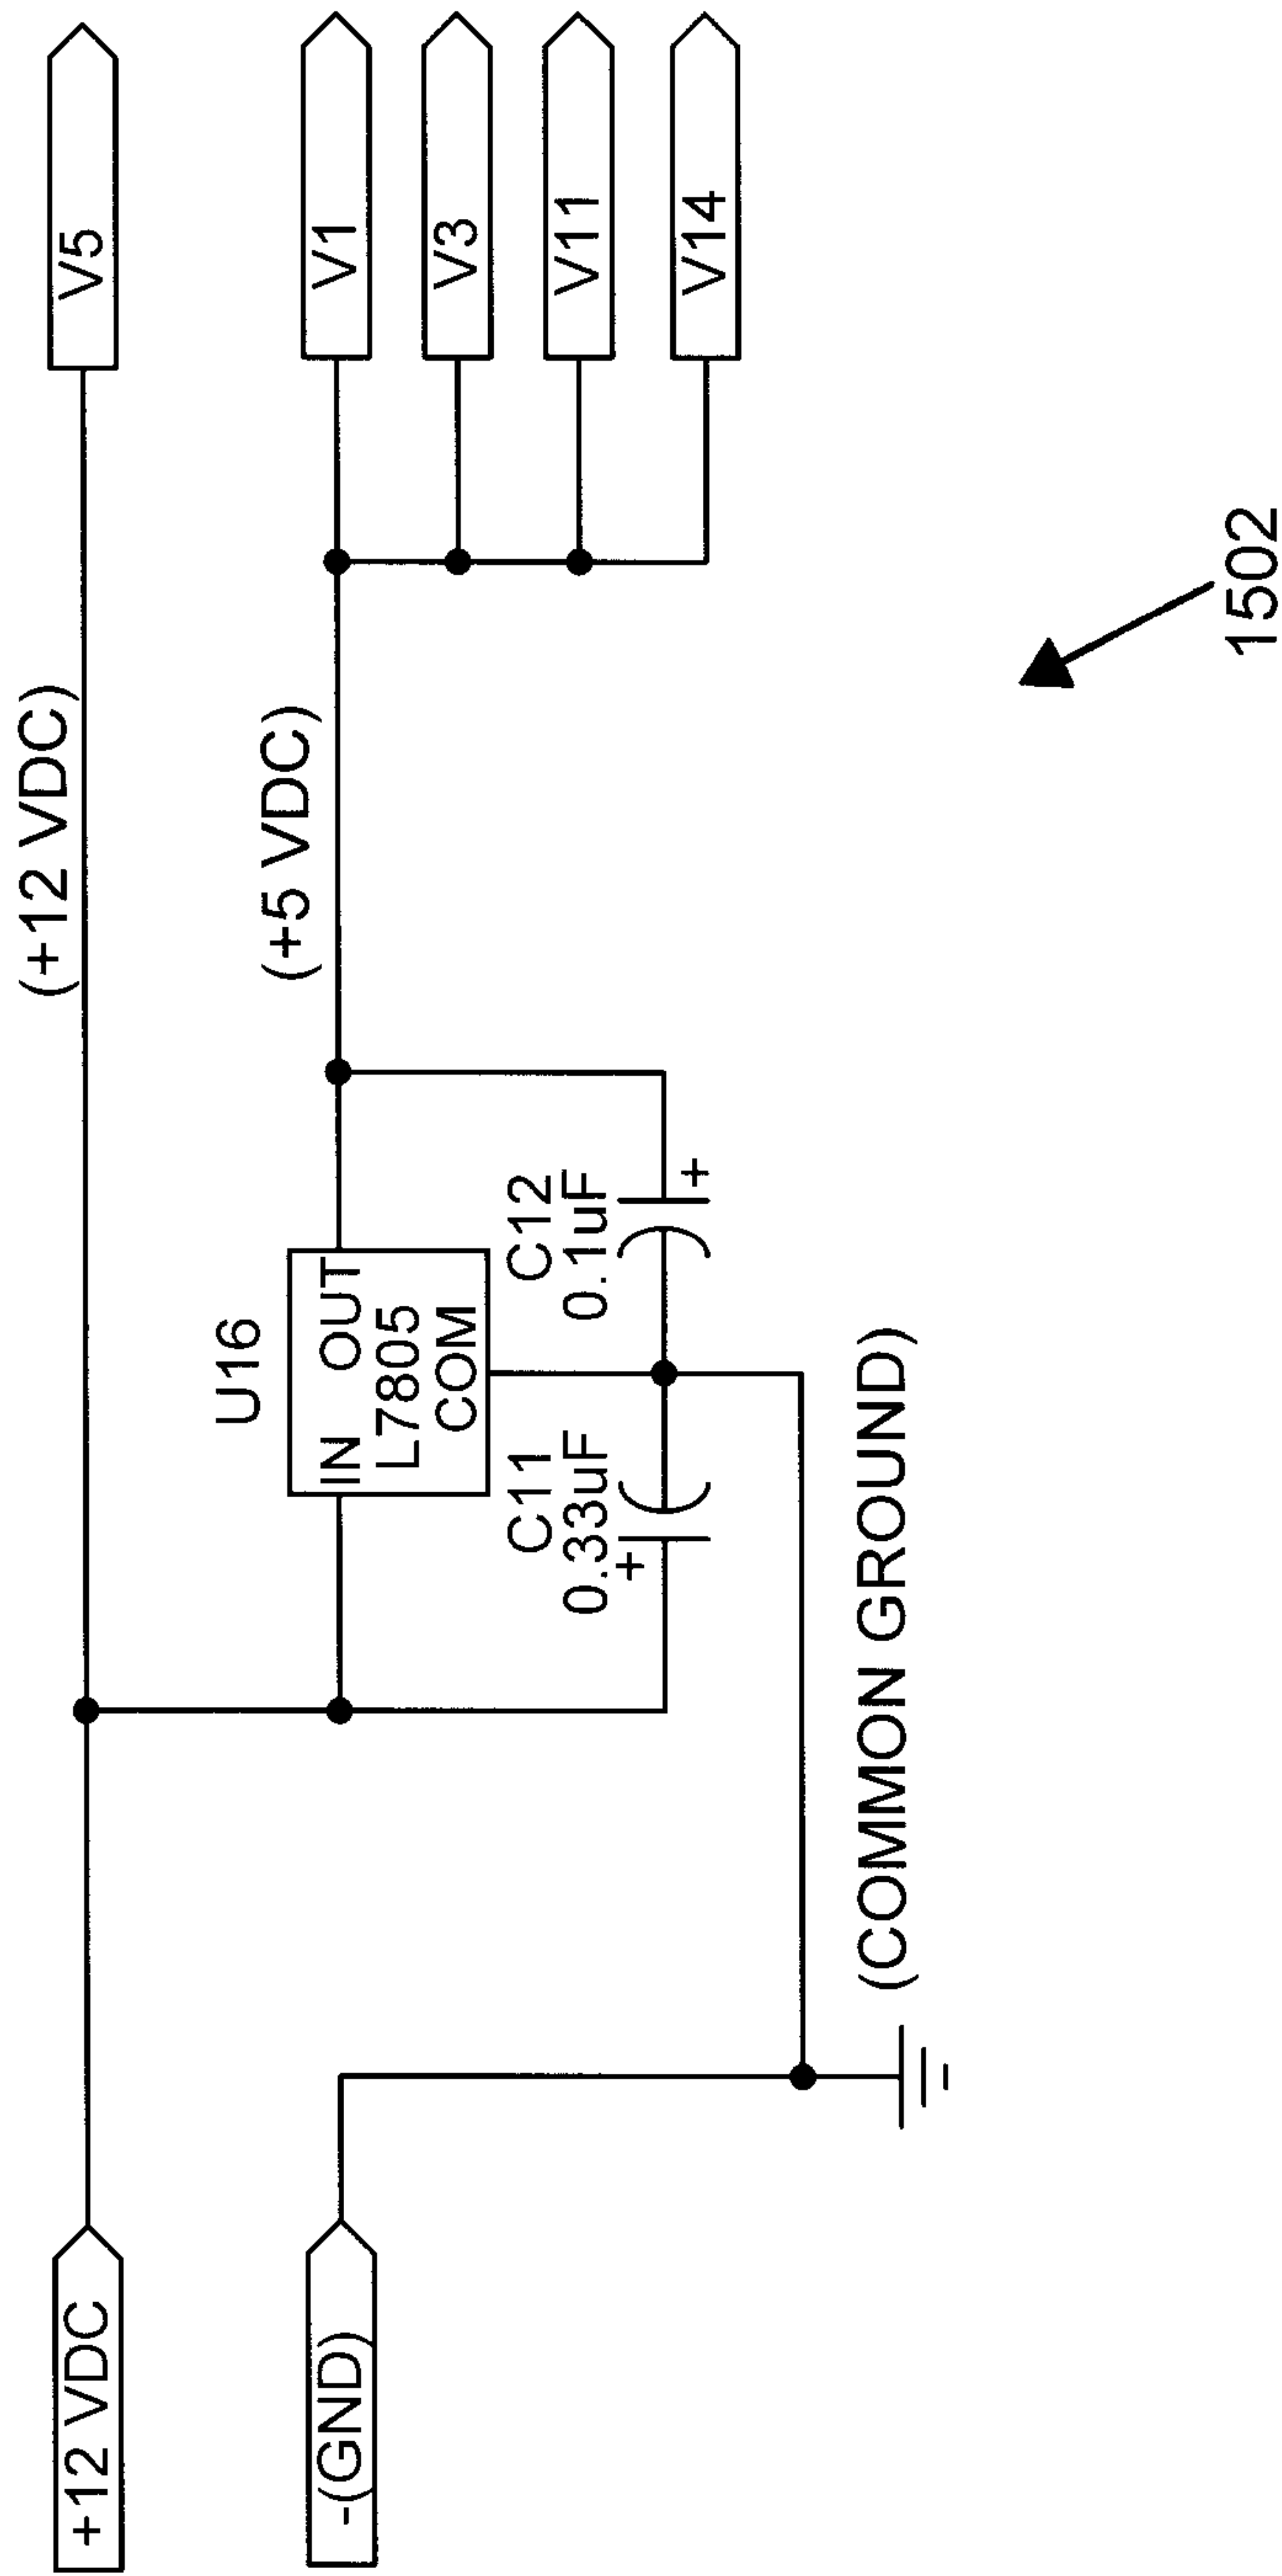 +12 VDC
(+12 VDC)
V5
-(GND)
U16
IN OUT
L7805
COM
(+5 VDC)
V1
V3
V11
V14
C11
0.33uF
+
C12
0.1uF
+
(COMMON GROUND)
1502